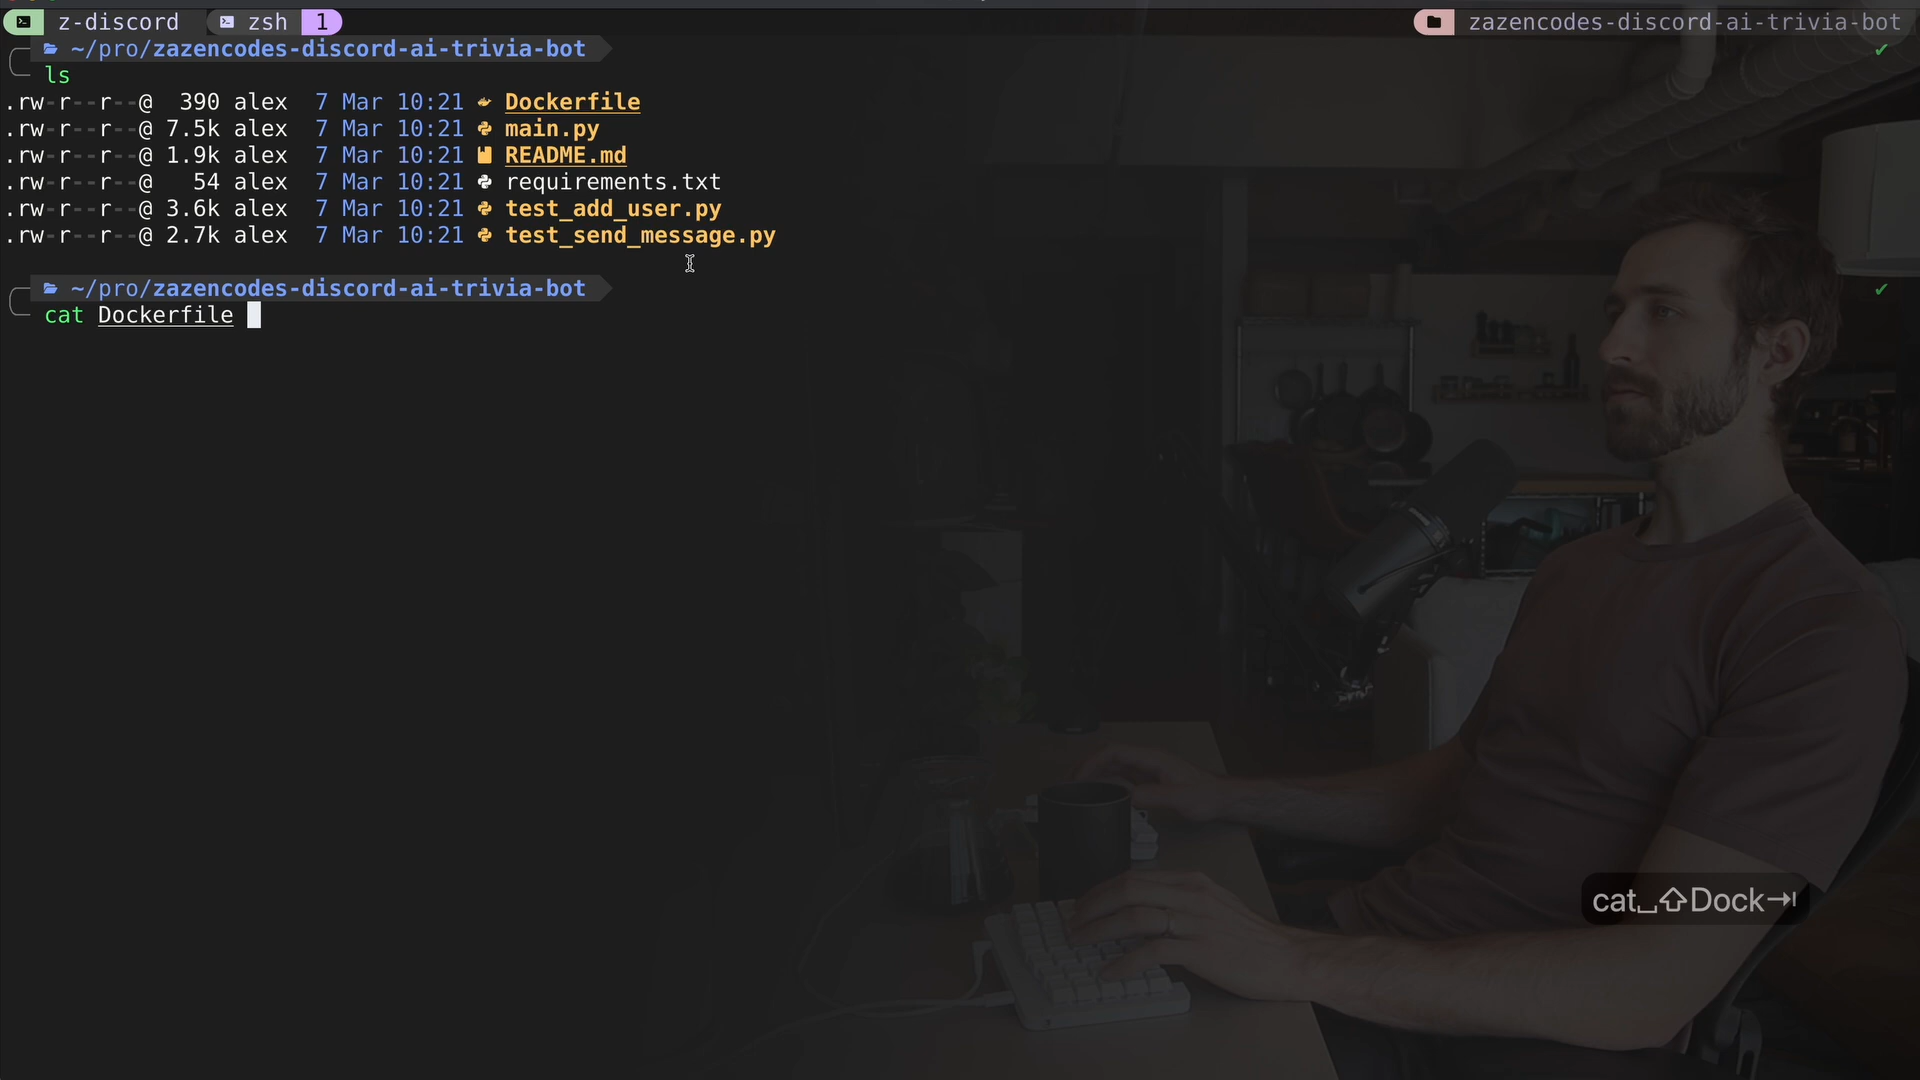 z-discord zsh 1 zazencodes-discord-ai-trivia-bot
~/pro/zazencodes-discord-ai-trivia-bot ✔
ls
.rw-r--r--@ 390 alex 7 Mar 10:21 Dockerfile
.rw-r--r--@ 7.5k alex 7 Mar 10:21 main.py
.rw-r--r--@ 1.9k alex 7 Mar 10:21 README.md
.rw-r--r--@ 54 alex 7 Mar 10:21 requirements.txt
.rw-r--r--@ 3.6k alex 7 Mar 10:21 test_add_user.py
.rw-r--r--@ 2.7k alex 7 Mar 10:21 test_send_message.py
~/pro/zazencodes-discord-ai-trivia-bot ✔
cat Dockerfile
cat␣⇧Dock⇥